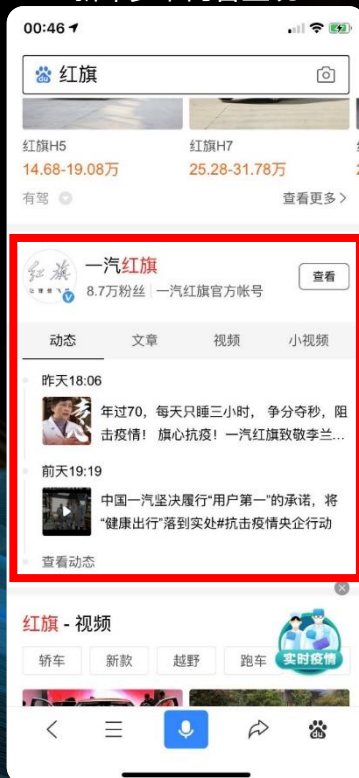 00:46
红旗
红旗H5
红旗H7
14.68-19.08万
25.28-31.78万
有驾
查看更多
红旗
一汽红旗
8.7万粉丝 一汽红旗官方帐号
查看
动态 文章 视频 小视频
昨天18:06
年过70，每天只睡三小时， 争分夺秒，阻
击疫情！ 旗心抗疫！一汽红旗致敬李兰...
前天19:19
中国一汽坚决履行“用户第一”的承诺，将
“健康出行”落到实处#抗击疫情央企行动
查看动态
红旗 - 视频
轿车 新款 越野 跑车
实时疫情
du